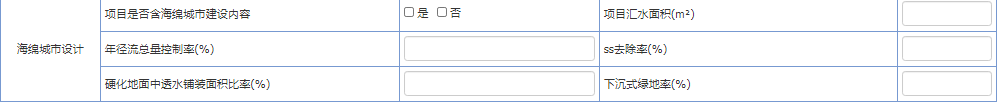 项目是否含海绵城市建设内容 是 否 项目汇水面积(m²)
海绵城市设计 年径流总量控制率(%) ss去除率(%)
硬化地面中透水铺装面积比率(%) 下沉式绿地率(%)